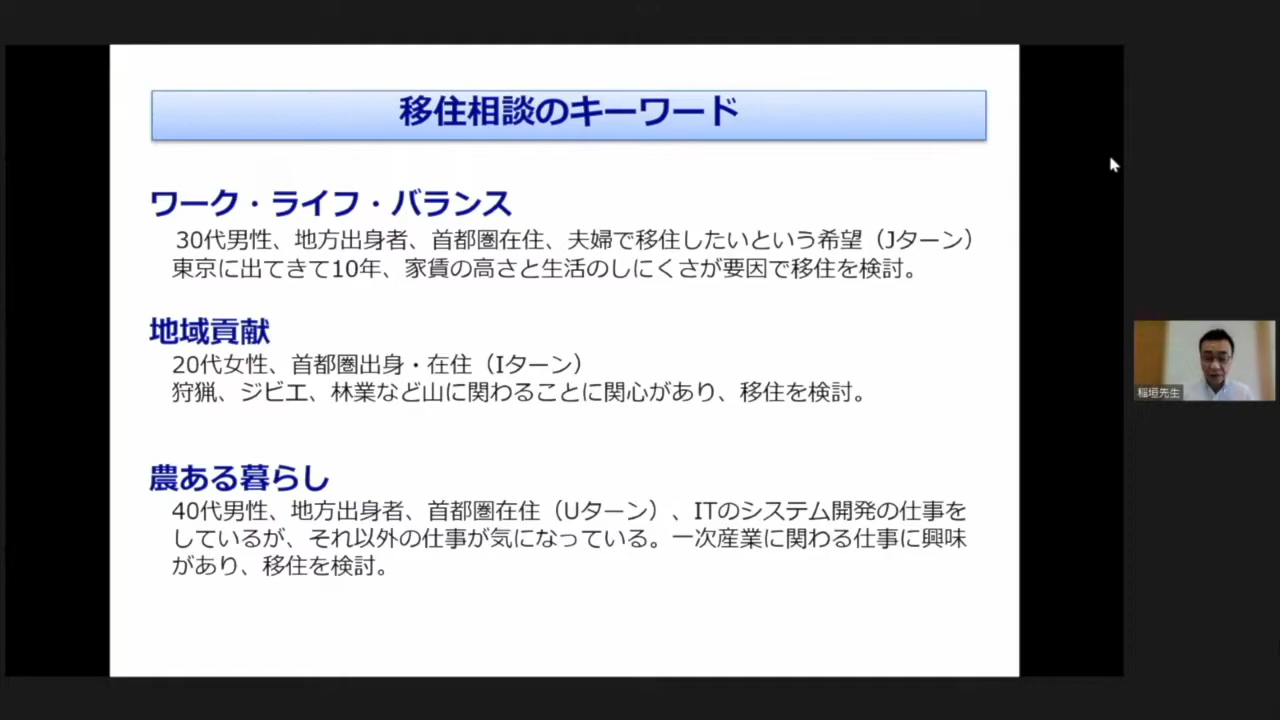 移住相談のキーワード
ワーク・ライフ・バランス
30代男性、地方出身者、首都圏在住、夫婦で移住したいという希望（Jターン）
東京に出てきて10年、家賃の高さと生活のしにくさが要因で移住を検討。
地域貢献
20代女性、首都圏出身・在住（Iターン）
狩猟、ジビエ、林業など山に関わることに関心があり、移住を検討。
農ある暮らし
40代男性、地方出身者、首都圏在住（Uターン）、ITのシステム開発の仕事を
しているが、それ以外の仕事が気になっている。一次産業に関わる仕事に興味
があり、移住を検討。
稲垣先生